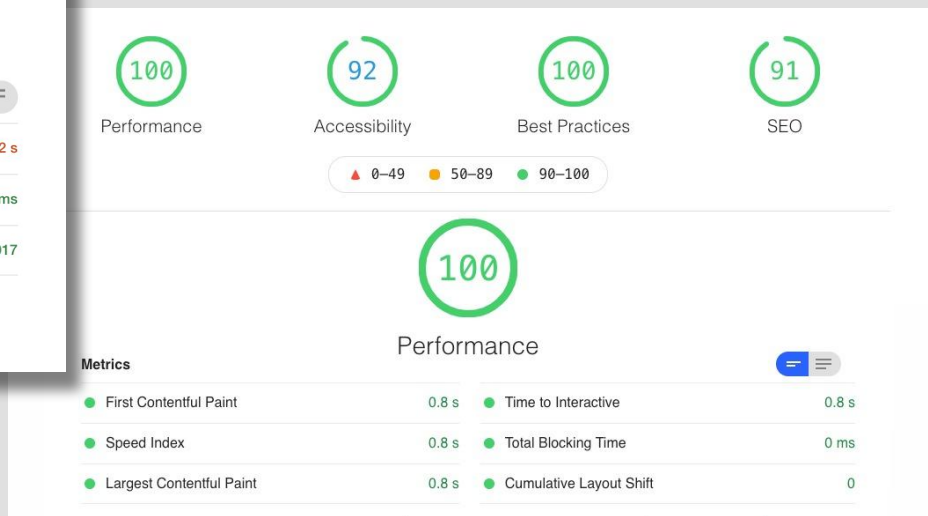 100 92 100 91
Performance Accessibility Best Practices SEO
0–49 50–89 90–100
100
Performance
Metrics
First Contentful Paint 0.8 s Time to Interactive 0.8 s
Speed Index 0.8 s Total Blocking Time 0 ms
Largest Contentful Paint 0.8 s Cumulative Layout Shift 0
2 s
ms